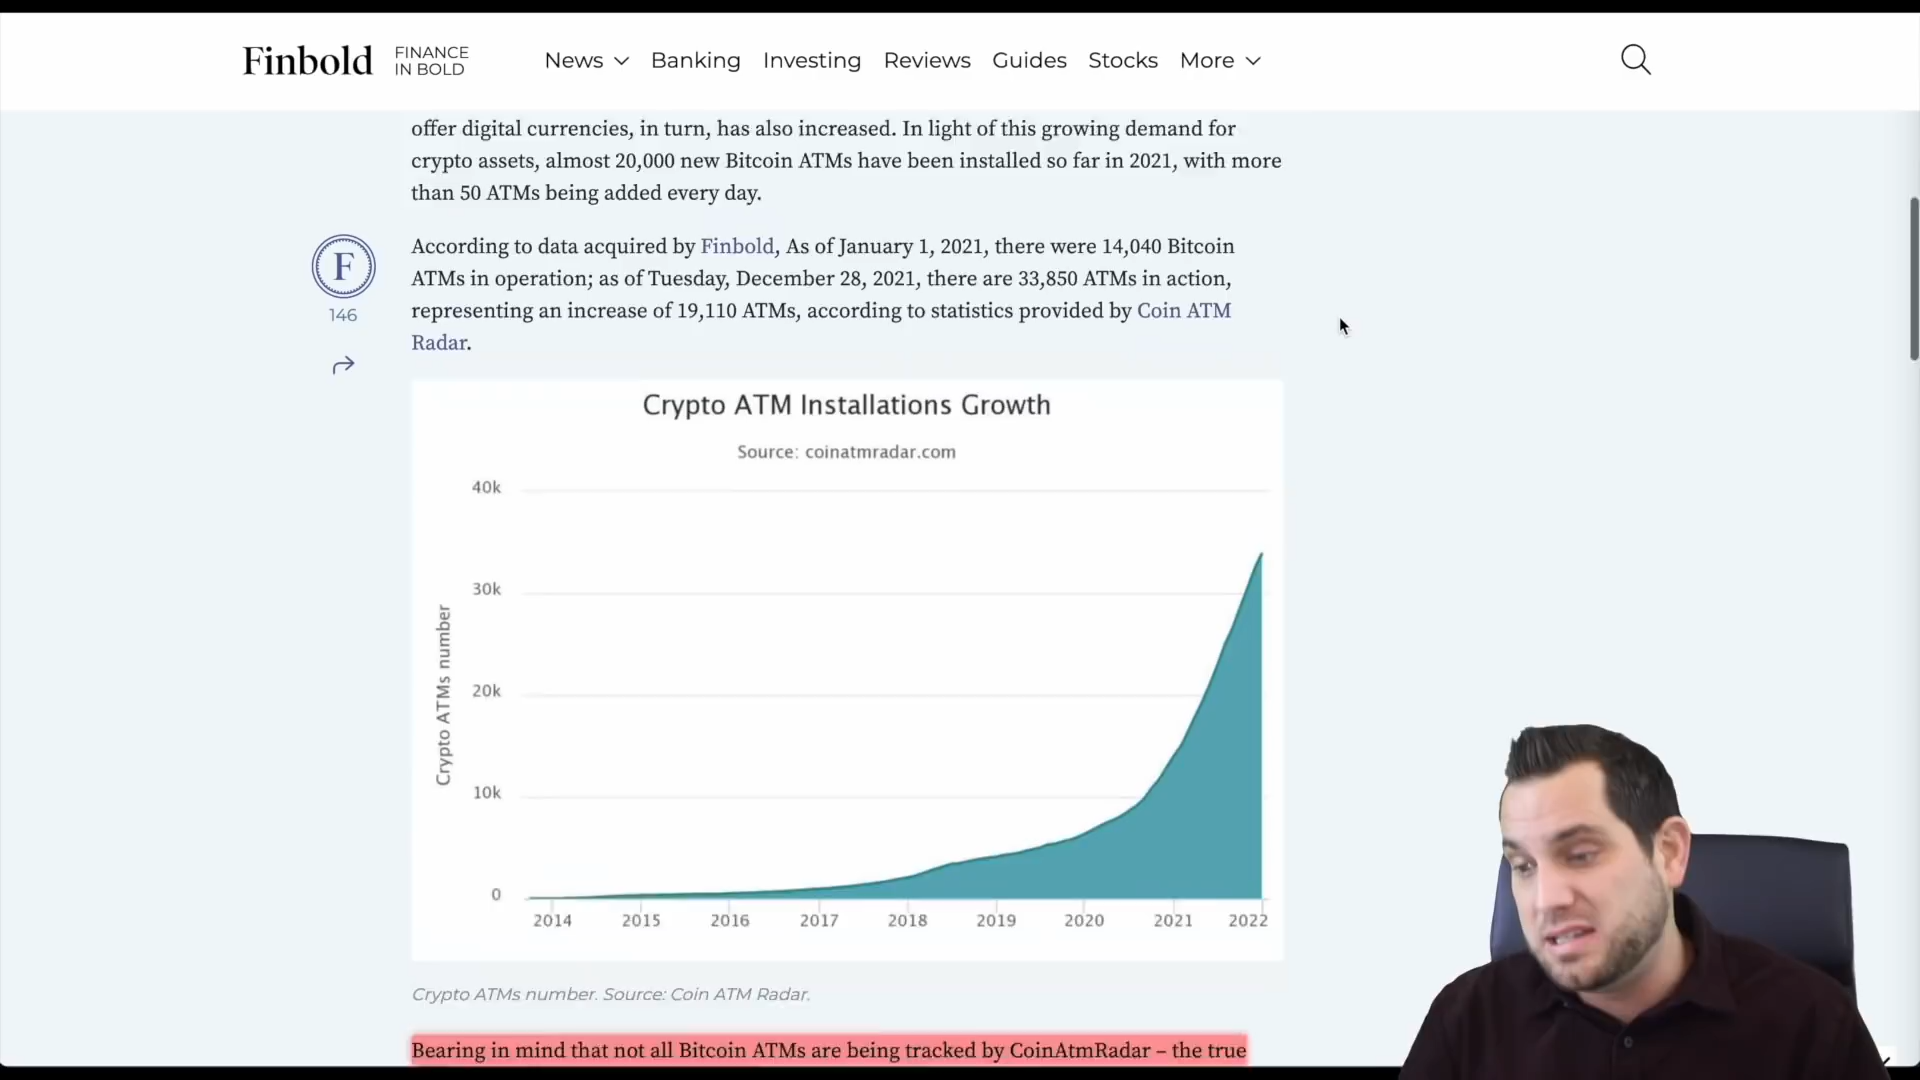 Finbold
FINANCE
IN BOLD
News
Banking
Investing
Reviews
Guides
Stocks
More
offer digital currencies, in turn, has also increased. In light of this growing demand for
crypto assets, almost 20,000 new Bitcoin ATMs have been installed so far in 2021, with more
than 50 ATMs being added every day.
F
146
According to data acquired by Finbold, As of January 1, 2021, there were 14,040 Bitcoin
ATMs in operation; as of Tuesday, December 28, 2021, there are 33,850 ATMs in action,
representing an increase of 19,110 ATMs, according to statistics provided by Coin ATM
Radar.
Crypto ATM Installations Growth
Source: coinatmradar.com
Crypto ATMs number
40k
30k
20k
10k
0
2014 2015 2016 2017 2018 2019 2020 2021 2022
Crypto ATMs number. Source: Coin ATM Radar.
Bearing in mind that not all Bitcoin ATMs are being tracked by CoinAtmRadar – the true